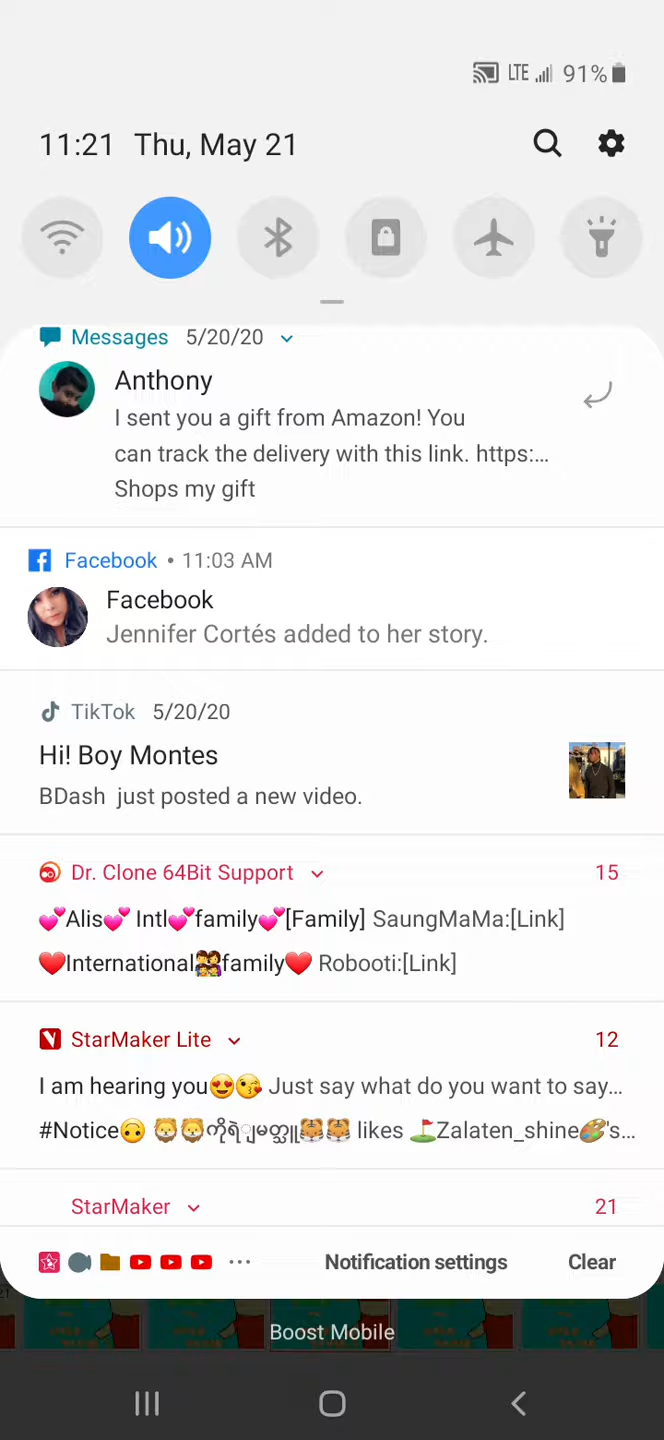 LTE 91%
11:21 Thu, May 21
Messages 5/20/20
Anthony
I sent you a gift from Amazon! You
can track the delivery with this link. https:...
Shops my gift
Facebook • 11:03 AM
Facebook
Jennifer Cortés added to her story.
TikTok 5/20/20
Hi! Boy Montes
BDash just posted a new video.
Dr. Clone 64Bit Support 15
💕Alis💕 Intl💕family💕[Family] SaungMaMa:[Link]
❤️International👨‍👩‍👧‍👦family❤️ Robooti:[Link]
StarMaker Lite 12
I am hearing you😍😘 Just say what do you want to say...
#Notice🙃 🦁🦁 🐯🐯 likes ⛳Zalaten_shine🎨's...
StarMaker 21
... Notification settings Clear
Boost Mobile